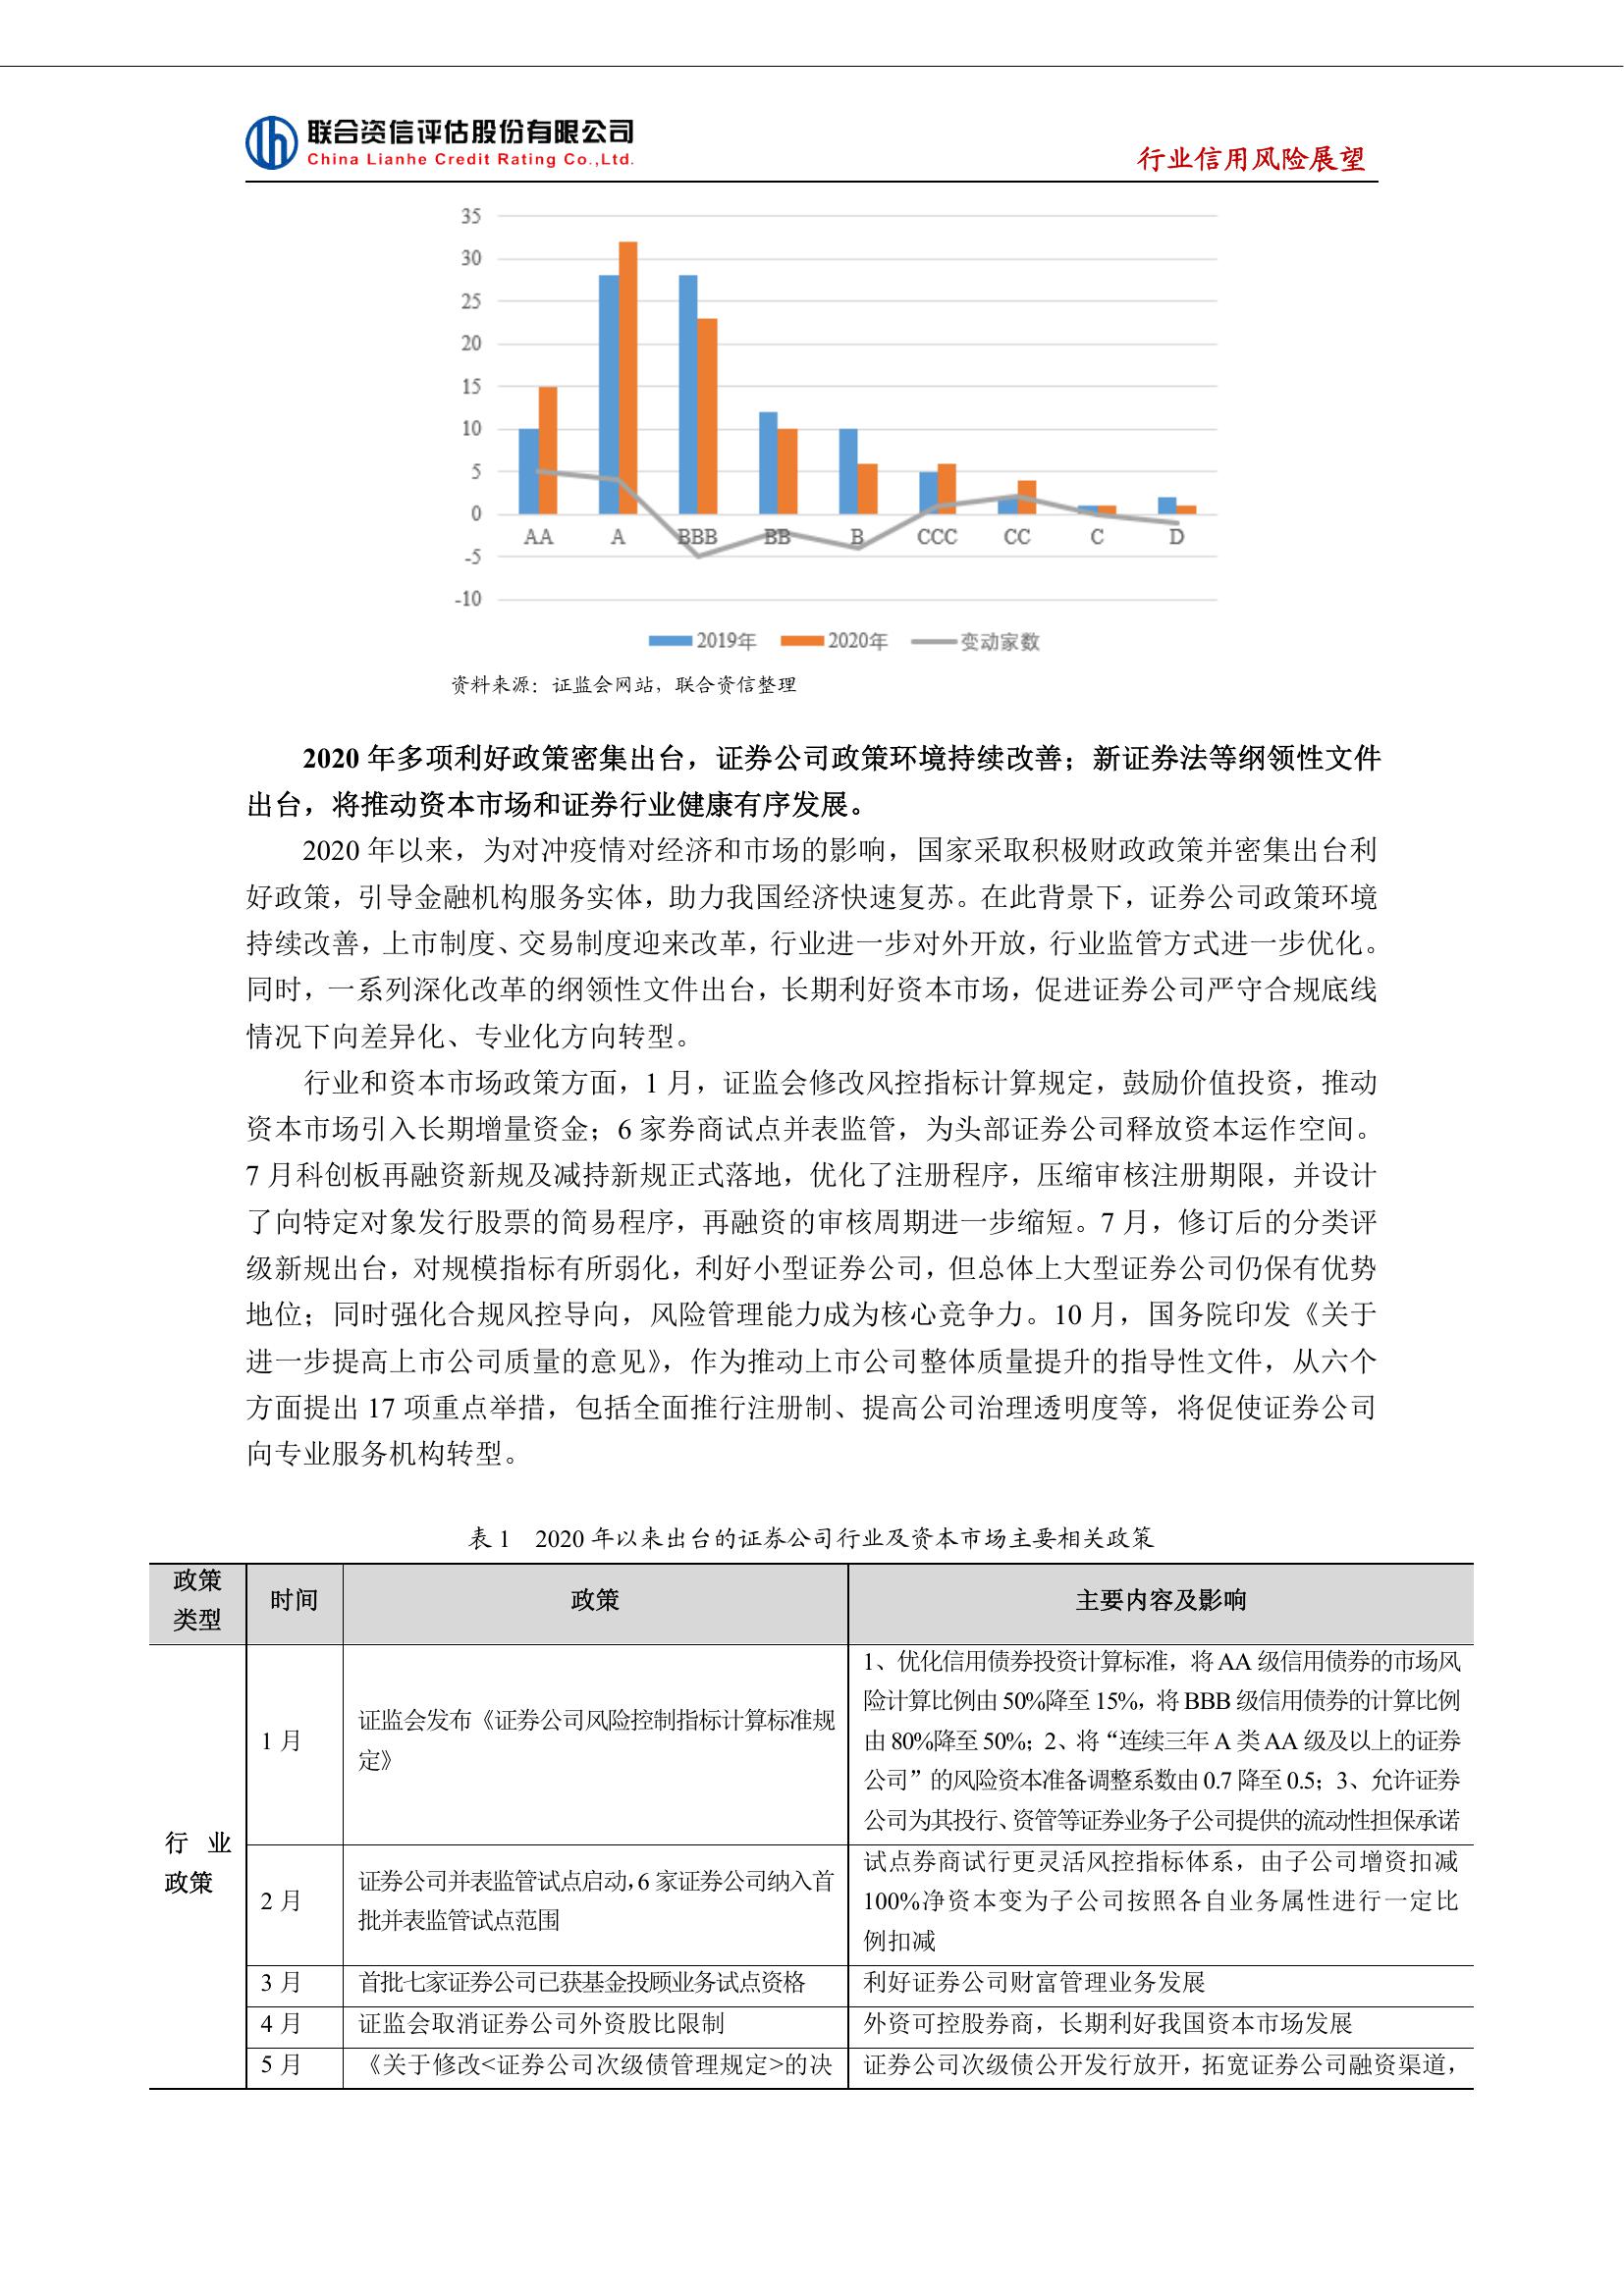 联合资信评估股份有限公司
China Lianhe Credit Rating Co.,Ltd.
行业信用风险展望
35
30
25
20
15
10
5
0
-5
-10
AA A BBB BB B CCC CC C D
2019年 2020年 变动家数
资料来源：证监会网站，联合资信整理
2020 年多项利好政策密集出台，证券公司政策环境持续改善；新证券法等纲领性文件
出台，将推动资本市场和证券行业健康有序发展。
2020 年以来，为对冲疫情对经济和市场的影响，国家采取积极财政政策并密集出台利
好政策，引导金融机构服务实体，助力我国经济快速复苏。在此背景下，证券公司政策环境
持续改善，上市制度、交易制度迎来改革，行业进一步对外开放，行业监管方式进一步优化。
同时，一系列深化改革的纲领性文件出台，长期利好资本市场，促进证券公司严守合规底线
情况下向差异化、专业化方向转型。
行业和资本市场政策方面，1 月，证监会修改风控指标计算规定，鼓励价值投资，推动
资本市场引入长期增量资金；6 家券商试点并表监管，为头部证券公司释放资本运作空间。
7 月科创板再融资新规及减持新规正式落地，优化了注册程序，压缩审核注册期限，并设计
了向特定对象发行股票的简易程序，再融资的审核周期进一步缩短。7 月，修订后的分类评
级新规出台，对规模指标有所弱化，利好小型证券公司，但总体上大型证券公司仍保有优势
地位；同时强化合规风控导向，风险管理能力成为核心竞争力。10 月，国务院印发《关于
进一步提高上市公司质量的意见》，作为推动上市公司整体质量提升的指导性文件，从六个
方面提出 17 项重点举措，包括全面推行注册制、提高公司治理透明度等，将促使证券公司
向专业服务机构转型。
表 1 2020 年以来出台的证券公司行业及资本市场主要相关政策
政策
类型
时间
政策
主要内容及影响
行 业
政策
1 月
证监会发布《证券公司风险控制指标计算标准规
定》
1、优化信用债券投资计算标准，将 AA 级信用债券的市场风
险计算比例由 50%降至 15%，将 BBB 级信用债券的计算比例
由 80%降至 50%；2、将“连续三年 A 类 AA 级及以上的证券
公司”的风险资本准备调整系数由 0.7 降至 0.5；3、允许证券
公司为其投行、资管等证券业务子公司提供的流动性担保承诺
2 月
证券公司并表监管试点启动，6 家证券公司纳入首
批并表监管试点范围
试点券商试行更灵活风控指标体系，由子公司增资扣减
100%净资本变为子公司按照各自业务属性进行一定比
例扣减
3 月
首批七家证券公司已获基金投顾业务试点资格
利好证券公司财富管理业务发展
4 月
证监会取消证券公司外资股比限制
外资可控股券商，长期利好我国资本市场发展
5 月
《关于修改<证券公司次级债管理规定>的决
证券公司次级债公开发行放开，拓宽证券公司融资渠道，